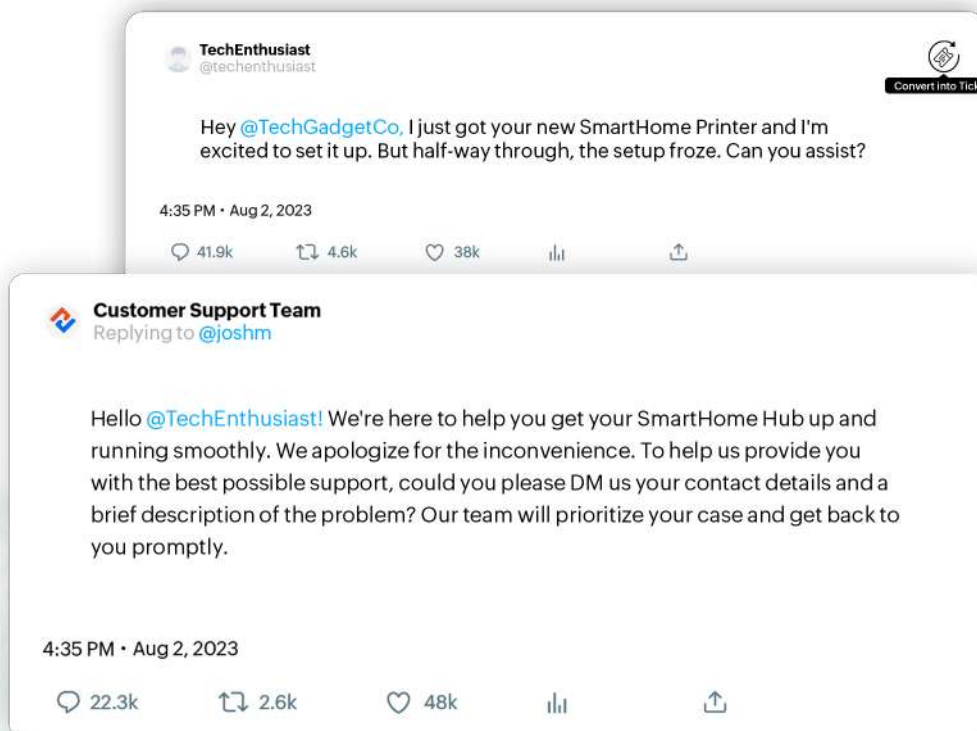 TechEnthusiast
@techenthusiast
Convert into Tick
Hey @TechGadgetCo, I just got your new SmartHome Printer and I'm
excited to set it up. But half-way through, the setup froze. Can you assist?
4:35 PM • Aug 2, 2023
41.9k 4.6k 38k
Customer Support Team
Replying to @joshm
Hello @TechEnthusiast! We're here to help you get your SmartHome Hub up and
running smoothly. We apologize for the inconvenience. To help us provide you
with the best possible support, could you please DM us your contact details and a
brief description of the problem? Our team will prioritize your case and get back to
you promptly.
4:35 PM • Aug 2, 2023
22.3k 2.6k 48k